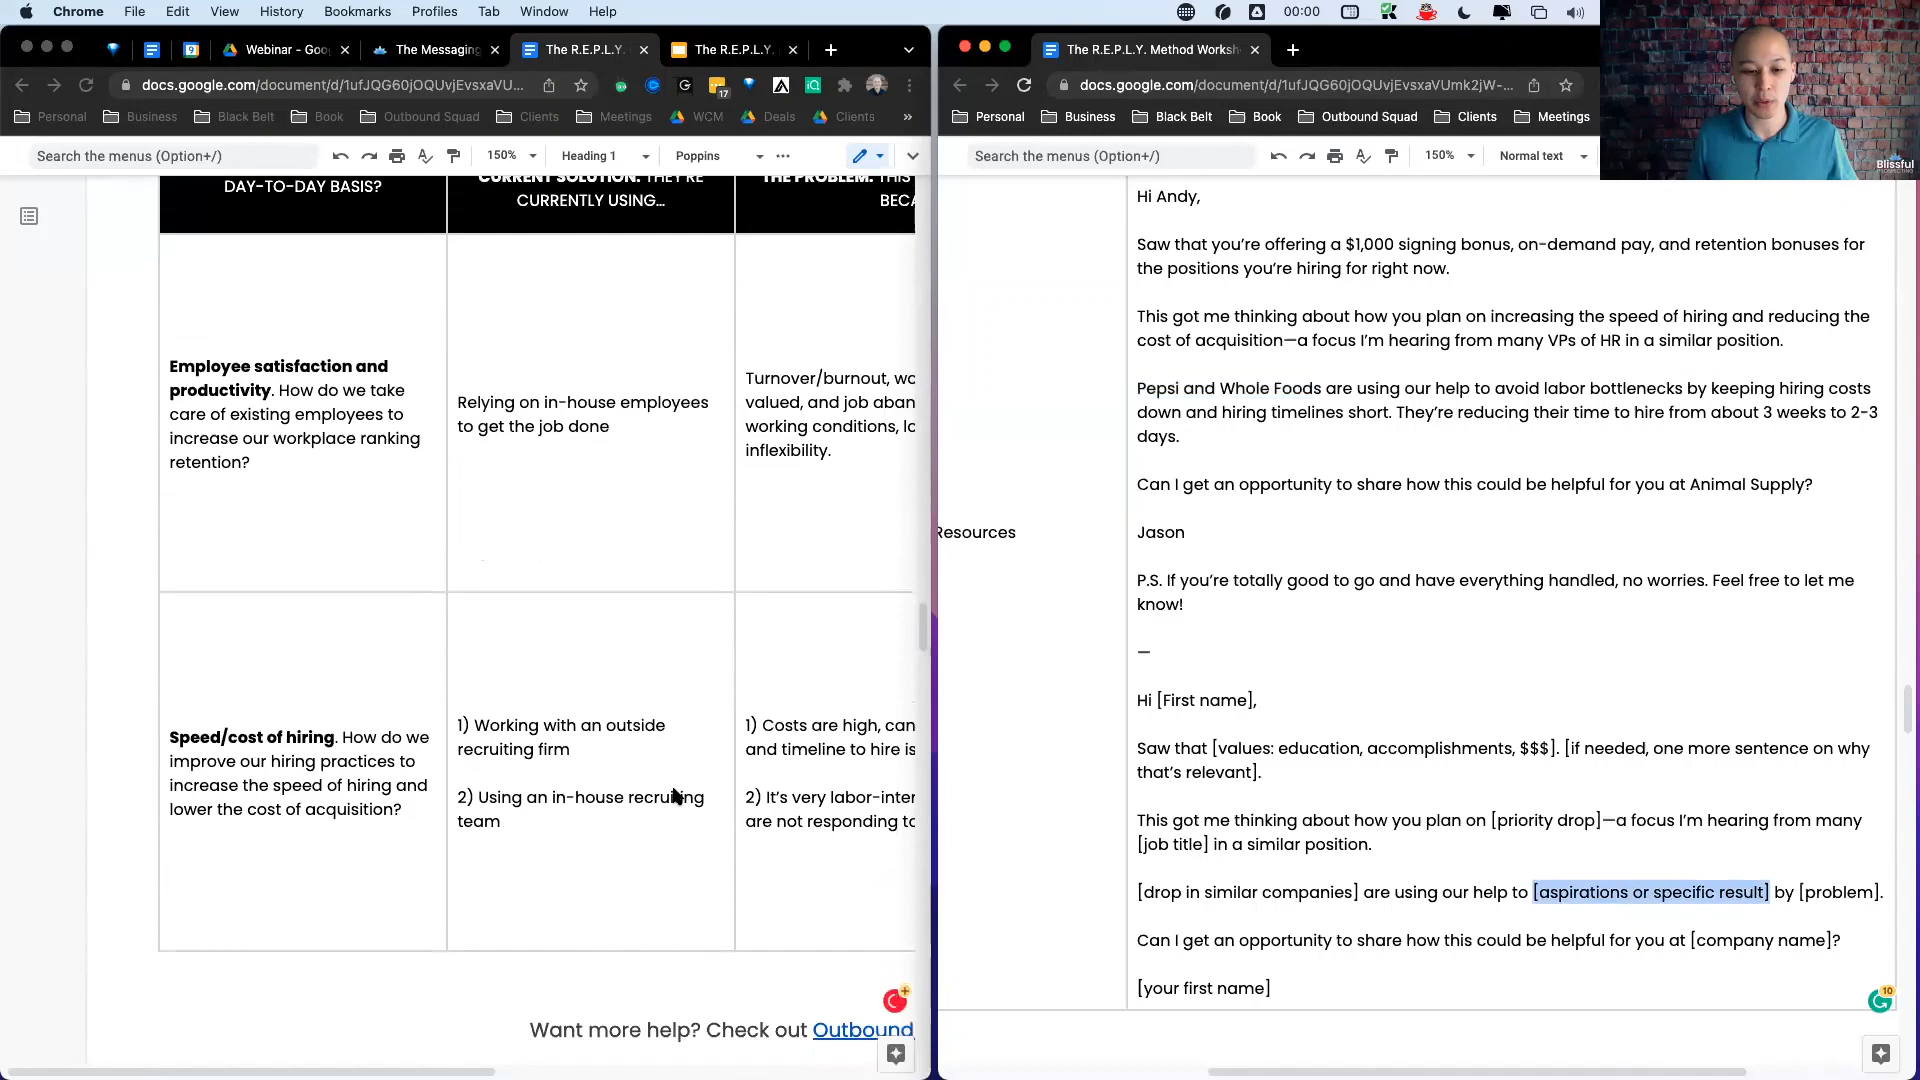 Chrome File Edit View History Bookmarks Profiles Tab Window Help 00:00
Webinar - Goo The Messaging The R.E.P.L.Y. The R.E.P.L.Y.
docs.google.com/document/d/1ufJQG60jOQUvjEvsxaVU...
17
Personal Business Black Belt Book Outbound Squad Clients Meetings WCM Deals Clients »
Search the menus (Option+/) 150% Heading 1 Poppins
DAY-TO-DAY BASIS?
CURRENT SOLUTION. THEY'RE
CURRENTLY USING...
THE PROBLEM. THIS
BECA
Employee satisfaction and
productivity. How do we take
care of existing employees to
increase our workplace ranking
retention?
Relying on in-house employees
to get the job done
Turnover/burnout, wo
valued, and job aban
working conditions, lo
inflexibility.
Speed/cost of hiring. How do we
improve our hiring practices to
increase the speed of hiring and
lower the cost of acquisition?
1) Working with an outside
recruiting firm
2) Using an in-house recruiting
team
1) Costs are high, can
and timeline to hire is
2) It's very labor-inter
are not responding to
Want more help? Check out Outbound
The R.E.P.L.Y. Method Worksh
docs.google.com/document/d/1ufJQG60jOQUvjEvsxaVUmk2jW-...
Personal Business Black Belt Book Outbound Squad Clients Meetings
Search the menus (Option+/) 150% Normal text
Blissful
PROSPECTING
Resources
Hi Andy,
Saw that you're offering a $1,000 signing bonus, on-demand pay, and retention bonuses for
the positions you're hiring for right now.
This got me thinking about how you plan on increasing the speed of hiring and reducing the
cost of acquisition—a focus I'm hearing from many VPs of HR in a similar position.
Pepsi and Whole Foods are using our help to avoid labor bottlenecks by keeping hiring costs
down and hiring timelines short. They're reducing their time to hire from about 3 weeks to 2-3
days.
Can I get an opportunity to share how this could be helpful for you at Animal Supply?
Jason
P.S. If you're totally good to go and have everything handled, no worries. Feel free to let me
know!
—
Hi [First name],
Saw that [values: education, accomplishments, $$$]. [if needed, one more sentence on why
that's relevant].
This got me thinking about how you plan on [priority drop]—a focus I'm hearing from many
[job title] in a similar position.
[drop in similar companies] are using our help to [aspirations or specific result] by [problem].
Can I get an opportunity to share how this could be helpful for you at [company name]?
[your first name]
10